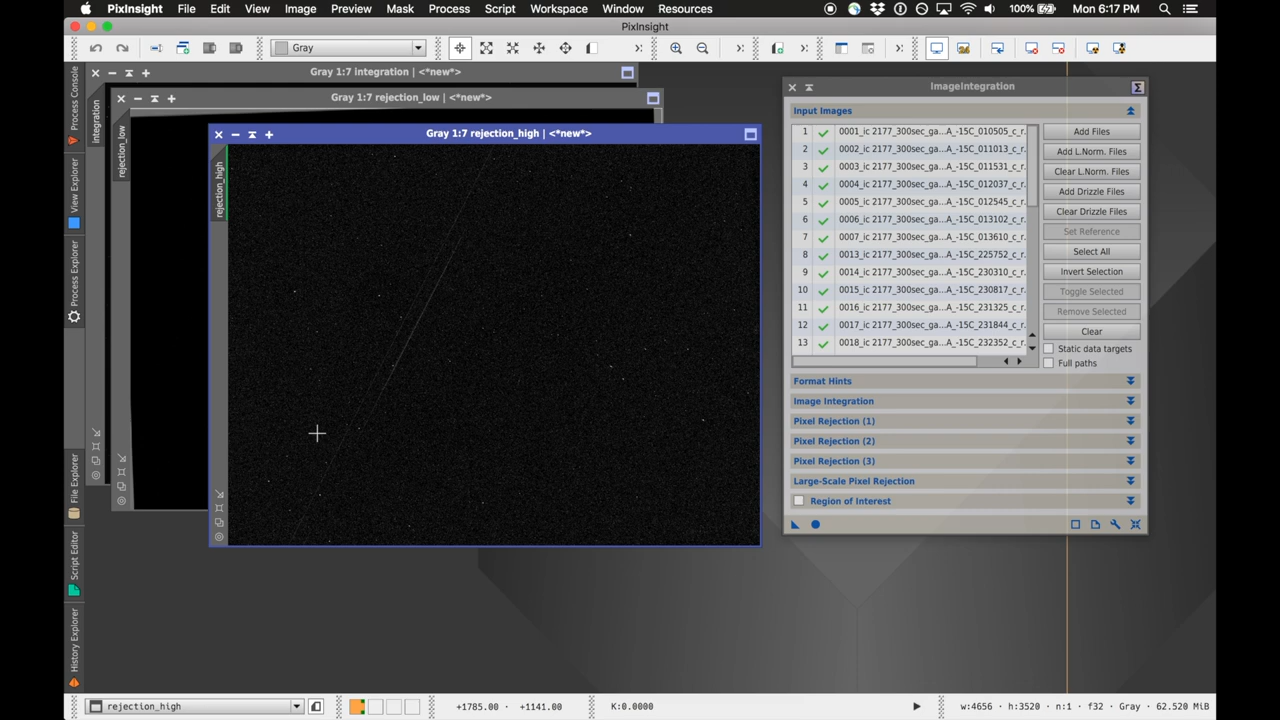 PixInsight File Edit View Image Preview Mask Process Script Workspace Window Resources 100% Mon 6:17 PM
PixInsight
Gray
Gray 1:7 integration | <*new*>
Gray 1:7 rejection_low | <*new*>
Gray 1:7 rejection_high | <*new*>
integration
rejection_low
rejection_high
Process Console
View Explorer
Process Explorer
File Explorer
Script Editor
History Explorer
ImageIntegration
Input Images
1 0001_ic 2177_300sec_ga...A_-15C_010505_c_r.
2 0002_ic 2177_300sec_ga...A_-15C_011013_c_r.
3 0003_ic 2177_300sec_ga...A_-15C_011531_c_r.
4 0004_ic 2177_300sec_ga...A_-15C_012037_c_r.
5 0005_ic 2177_300sec_ga...A_-15C_012545_c_r.
6 0006_ic 2177_300sec_ga...A_-15C_013102_c_r.
7 0007_ic 2177_300sec_ga...A_-15C_013610_c_r.
8 0013_ic 2177_300sec_ga...A_-15C_225752_c_r.
9 0014_ic 2177_300sec_ga...A_-15C_230310_c_r.
10 0015_ic 2177_300sec_ga...A_-15C_230817_c_r.
11 0016_ic 2177_300sec_ga...A_-15C_231325_c_r.
12 0017_ic 2177_300sec_ga...A_-15C_231844_c_r.
13 0018_ic 2177_300sec_ga...A_-15C_232352_c_r.
Add Files
Add L.Norm. Files
Clear L.Norm. Files
Add Drizzle Files
Clear Drizzle Files
Set Reference
Select All
Invert Selection
Toggle Selected
Remove Selected
Clear
Static data targets
Full paths
Format Hints
Image Integration
Pixel Rejection (1)
Pixel Rejection (2)
Pixel Rejection (3)
Large-Scale Pixel Rejection
Region of Interest
rejection_high
+1785.00 · +1141.00
K:0.0000
w:4656 · h:3520 · n:1 · f32 · Gray · 62.520 MiB